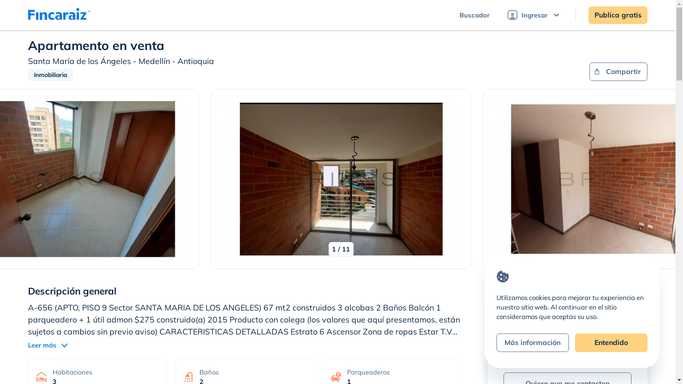 Fincaraiz
Buscador
Ingresar
Publica gratis
Apartamento en venta
Santa María de los Ángeles - Medellín - Antioquia
Inmobiliaria
Compartir
1 / 11
Descripción general
A-656 (APTO, PISO 9 Sector SANTA MARIA DE LOS ANGELES) 67 mt2 construidos 3 alcobas 2 Baños Balcón 1
parqueadero + 1 útil admon $275 construido(a) 2015 Producto con colega (los valores que aquí presentamos, están
sujetos a cambios sin previo aviso) CARACTERISTICAS DETALLADAS Estrato 6 Ascensor Zona de ropas Estar T.V...
Leer más
Habitaciones
3
Baños
2
Parqueaderos
1
Utilizamos cookies para mejorar tu experiencia en
nuestro sitio web. Al continuar en el sitio
consideramos que aceptas su uso.
Más información
Entendido
Quiero que me contacten